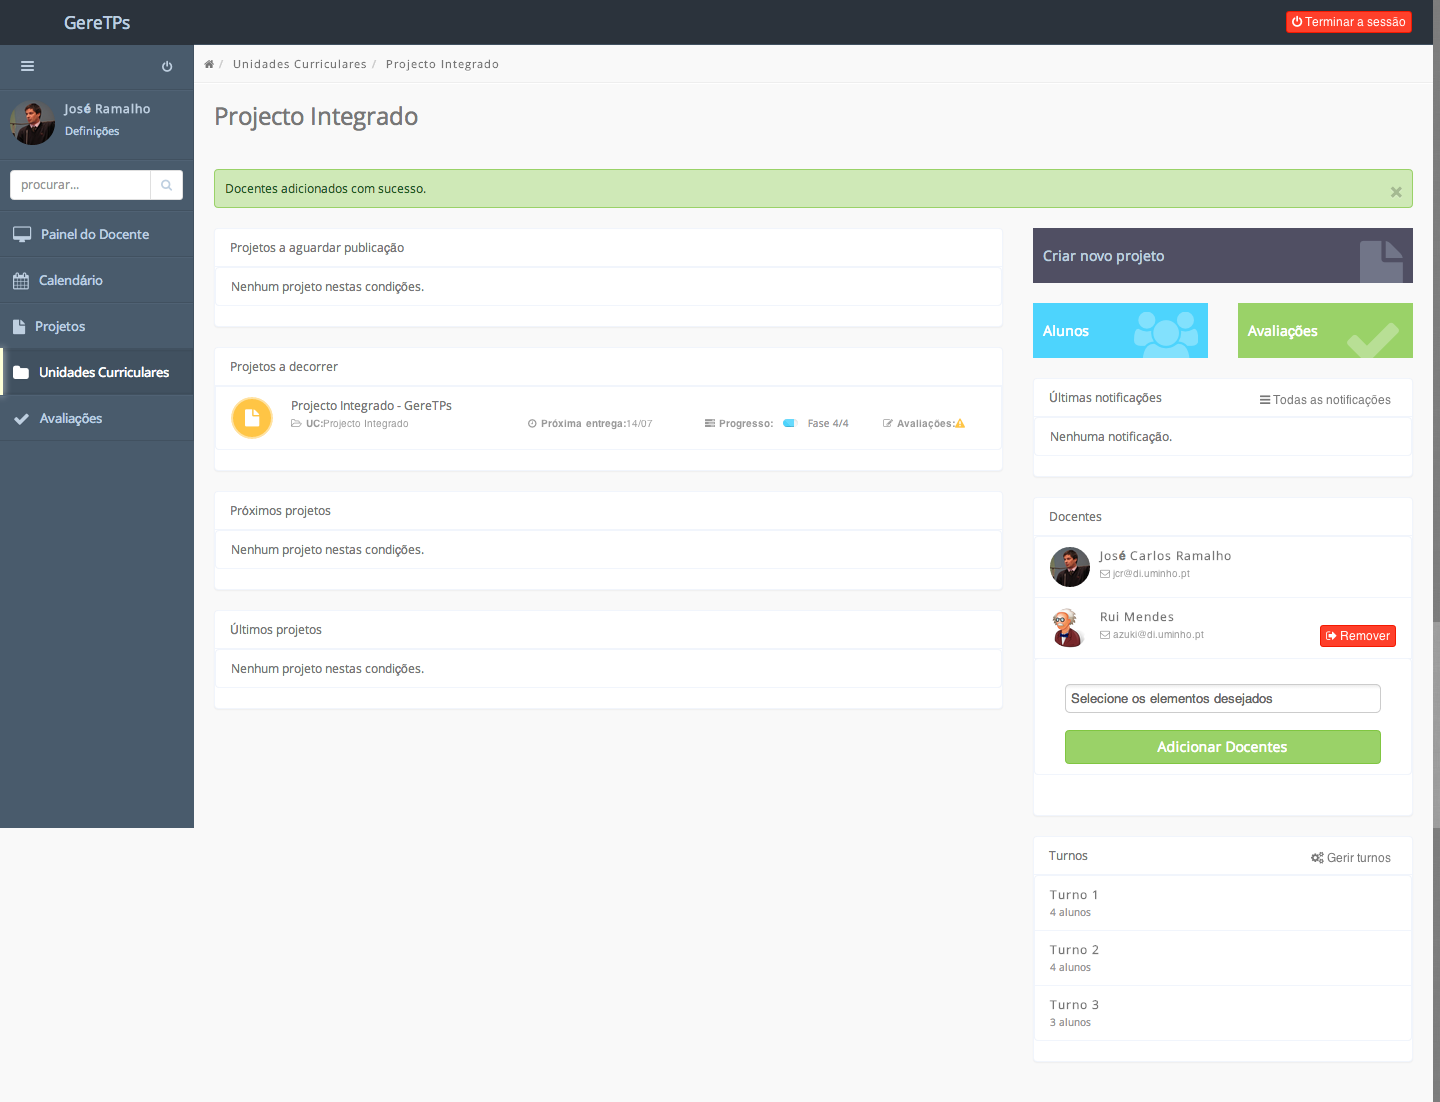 GereTPs
Terminar a sessão
José Ramalho
Definições
procurar...
Painel do Docente
Calendário
Projetos
Unidades Curriculares
Avaliações
/ Unidades Curriculares / Projecto Integrado
Projecto Integrado
Docentes adicionados com sucesso.
×
Projetos a aguardar publicação
Nenhum projeto nestas condições.
Projetos a decorrer
Projecto Integrado - GereTPs
UC:Projecto Integrado
Próxima entrega:14/07
Progresso: Fase 4/4
Avaliações:
Próximos projetos
Nenhum projeto nestas condições.
Últimos projetos
Nenhum projeto nestas condições.
Criar novo projeto
Alunos
Avaliações
Últimas notificações
Todas as notificações
Nenhuma notificação.
Docentes
José Carlos Ramalho
jcr@di.uminho.pt
Rui Mendes
azuki@di.uminho.pt
Remover
Selecione os elementos desejados
Adicionar Docentes
Turnos
Gerir turnos
Turno 1
4 alunos
Turno 2
4 alunos
Turno 3
3 alunos